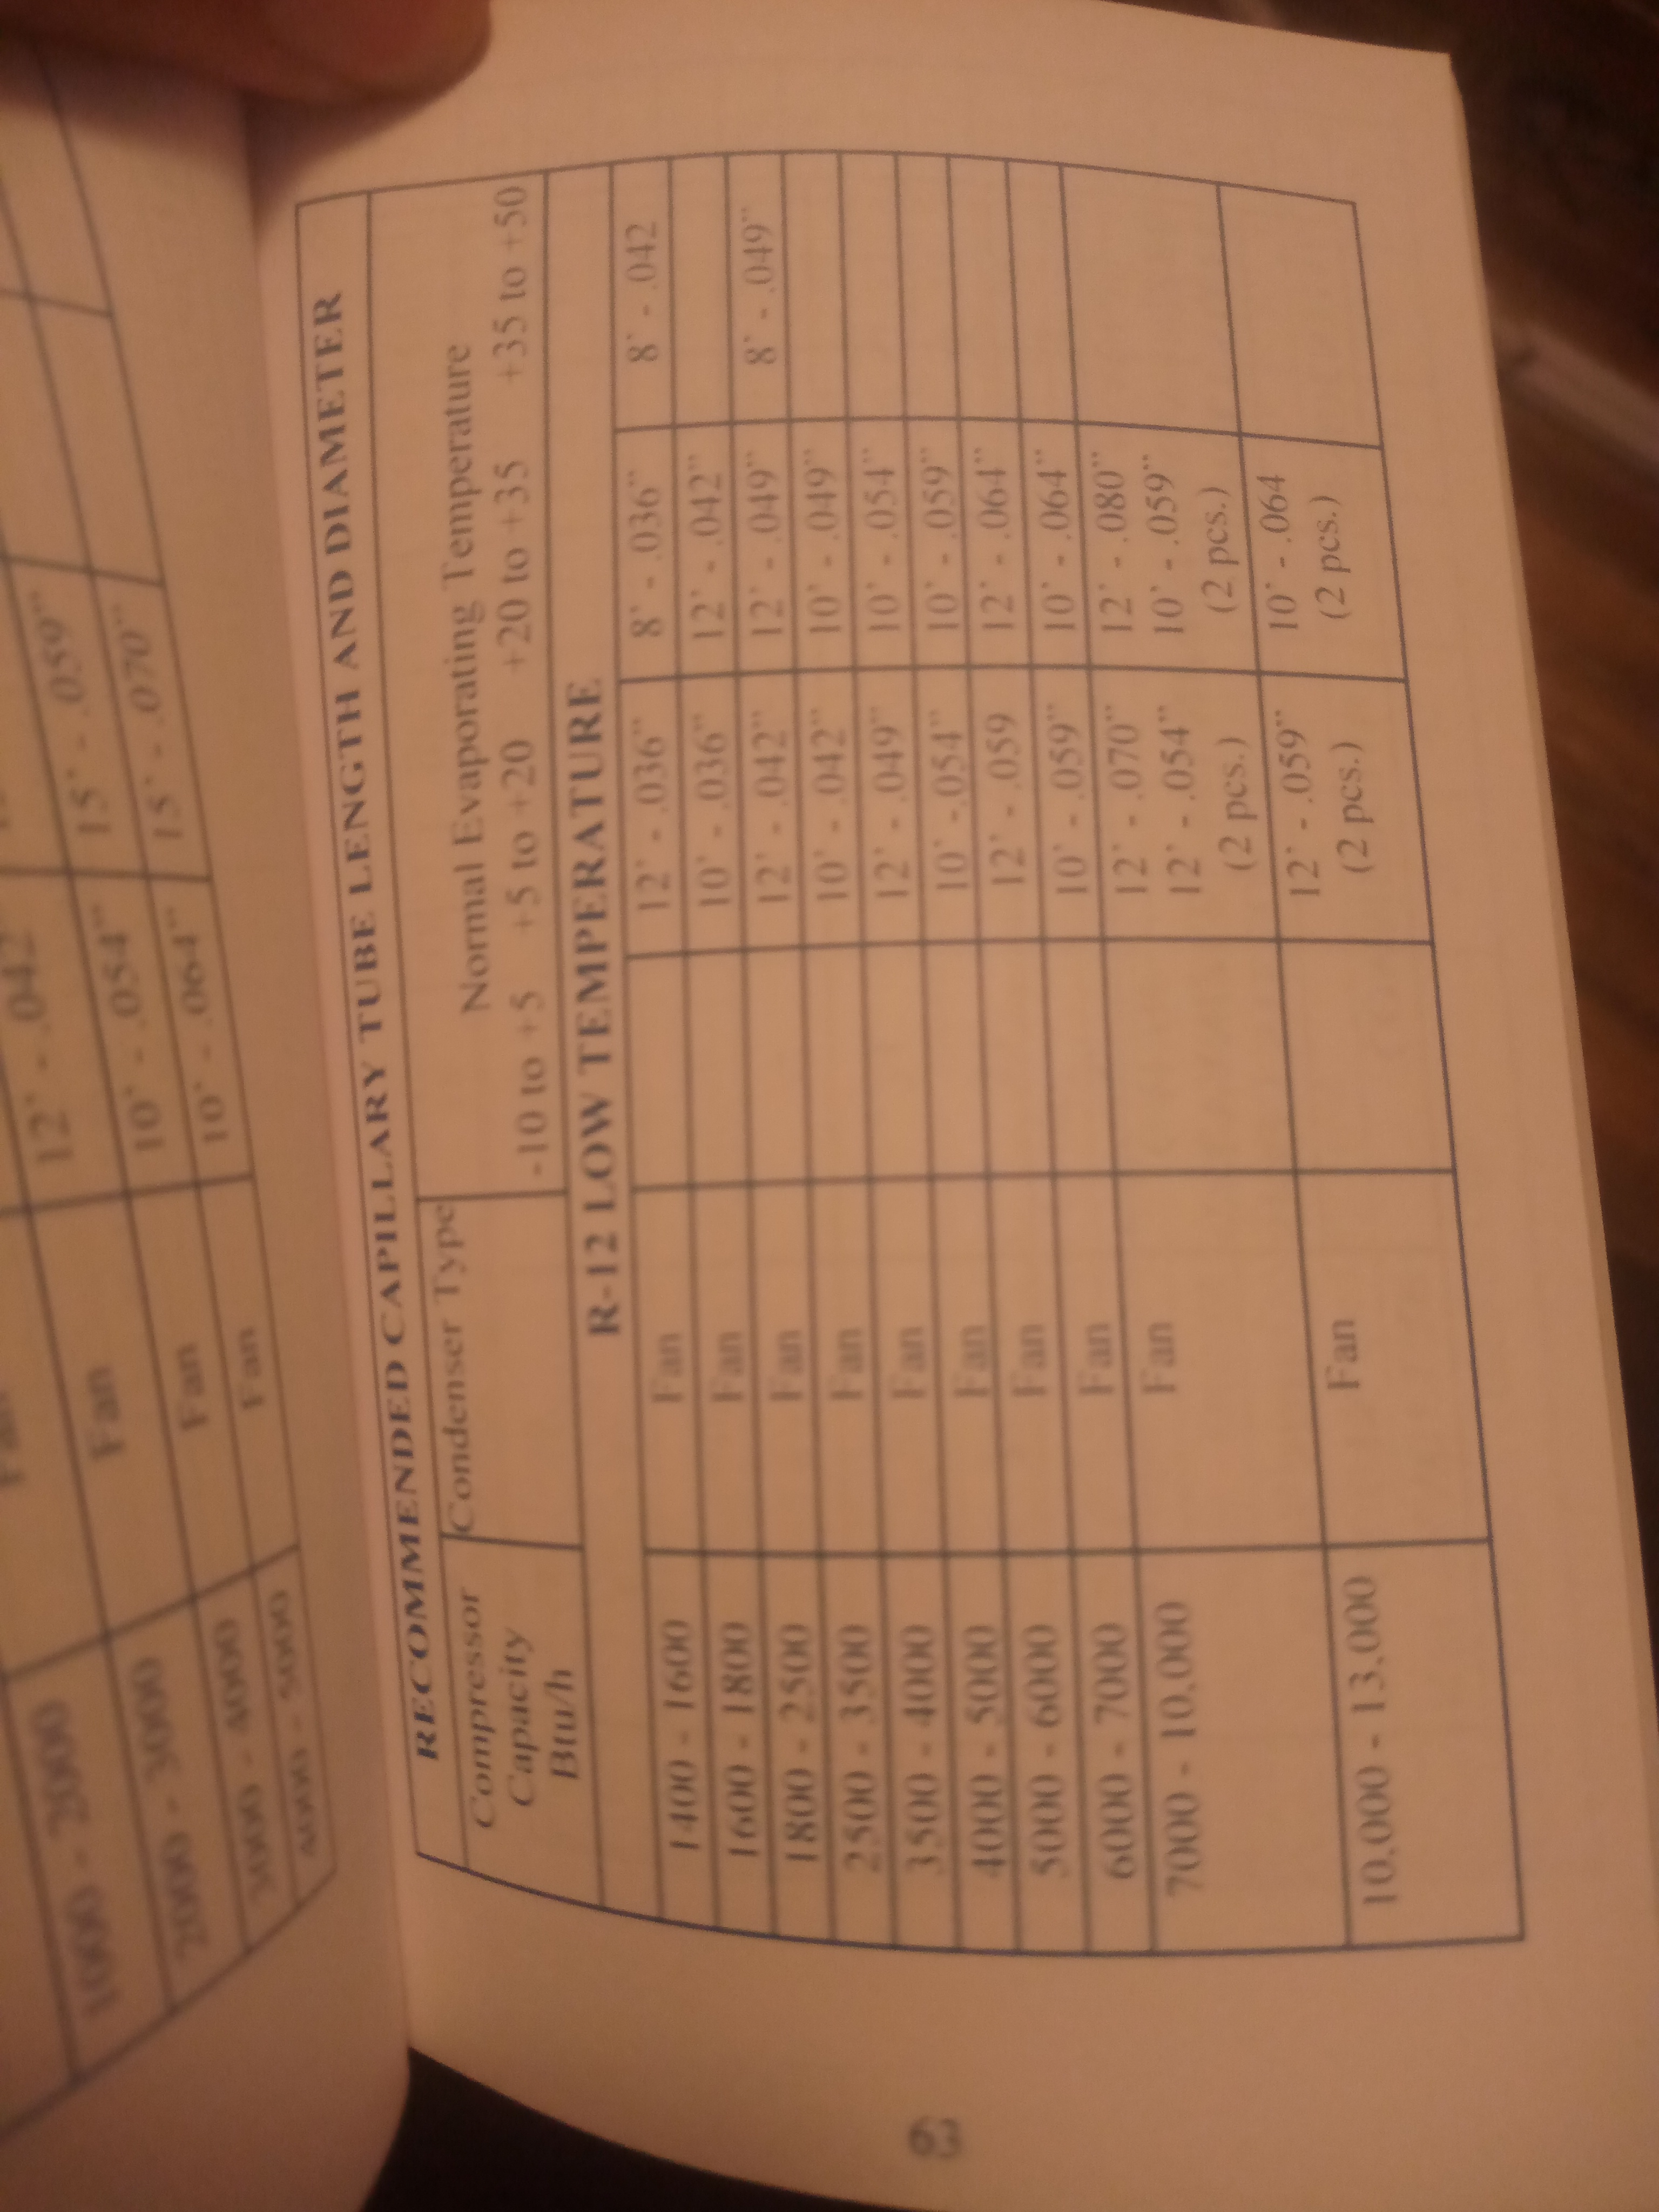 12' - .042
Fan
1000 - 2000 Fan 10' - .054" 15' - .059"
2000 - 3000 Fan 10' - .064" 15' - .070"
3000 - 4000 Fan
4000 - 5000
RECOMMENDED CAPILLARY TUBE LENGTH AND DIAMETER
Compressor Condenser Type Normal Evaporating Temperature
Capacity -10 to +5 +5 to +20 +20 to +35 +35 to +50
Btu/h
R-12 LOW TEMPERATURE
1400 - 1600 Fan 12' - .036" 8' - .036" 8' - .042
1600 - 1800 Fan 10' - .036" 12' - .042"
1800 - 2500 Fan 12' - .042" 12' - .049" 8' - .049"
2500 - 3500 Fan 10' - .042" 10' - .049"
3500 - 4000 Fan 12' - .049" 10' - .054"
4000 - 5000 Fan 10' - .054" 10' - .059"
5000 - 6000 Fan 12' - .059 12' - .064"
6000 - 7000 Fan 10' - .059" 10' - .064"
7000 - 10,000 Fan 12' - .070" 12' - .080"
12' - .054" 10' - .059"
(2 pcs.) (2 pcs.)
10,000 - 13,000 Fan 12' - .059" 10' - .064
(2 pcs.) (2 pcs.)
63